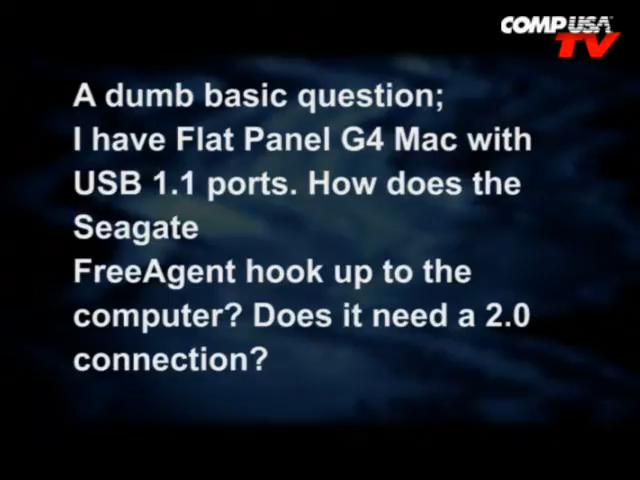 COMPUSA
TV
A dumb basic question;
I have Flat Panel G4 Mac with
USB 1.1 ports. How does the
Seagate
FreeAgent hook up to the
computer? Does it need a 2.0
connection?